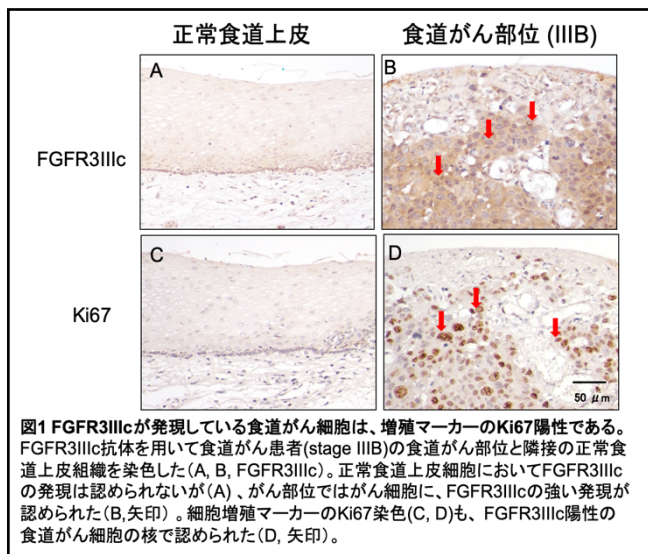 正常食道上皮
食道がん部位 (IIIB)
A
B
FGFR3IIIc
C
D
Ki67
50 μm
図1 FGFR3IIIcが発現している食道がん細胞は、増殖マーカーのKi67陽性である。
FGFR3IIIc抗体を用いて食道がん患者(stage IIIB)の食道がん部位と隣接の正常食
道上皮組織を染色した(A, B, FGFR3IIIc)。正常食道上皮細胞においてFGFR3IIIc
の発現は認められないが(A) 、がん部位ではがん細胞に、FGFR3IIIcの強い発現が
認められた(B,矢印) 。細胞増殖マーカーのKi67染色(C, D)も、FGFR3IIIc陽性の
食道がん細胞の核で認められた(D, 矢印)。